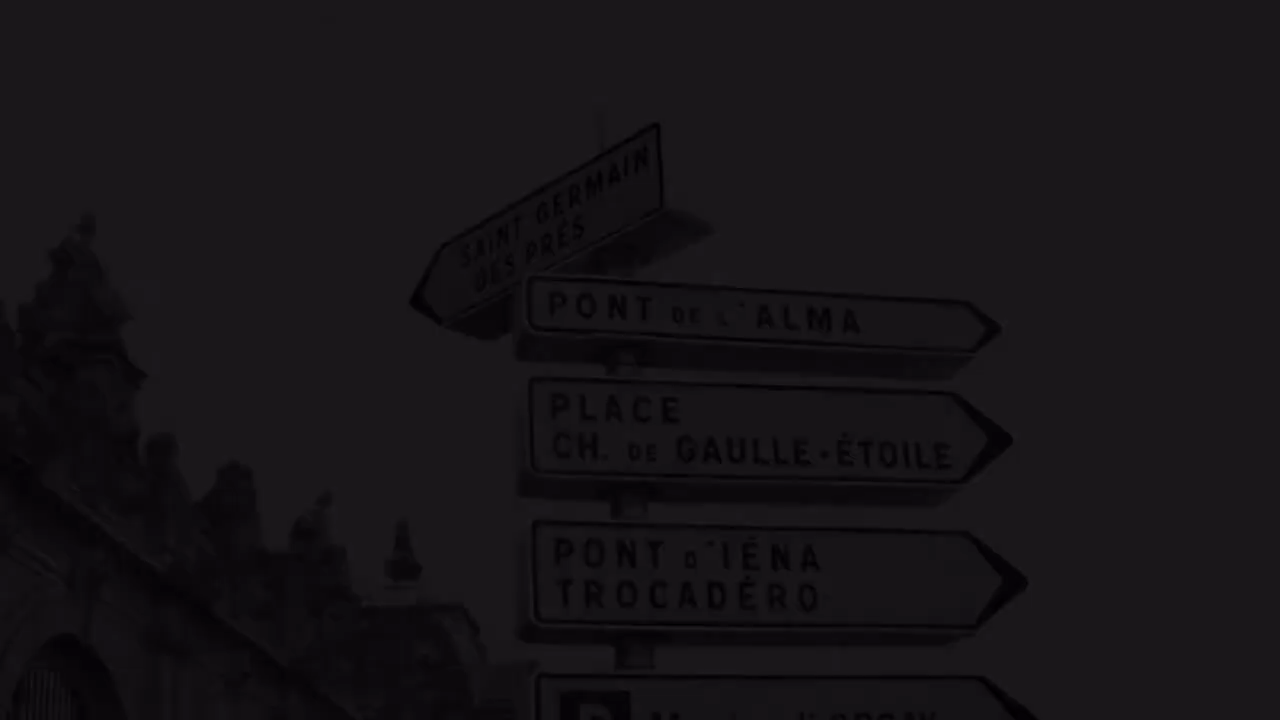 SAINT GERMAIN
DES PRÉS
PONT DE L'ALMA
PLACE
CH. DE GAULLE-ÉTOILE
PONT D'IÉNA
TROCADÉRO